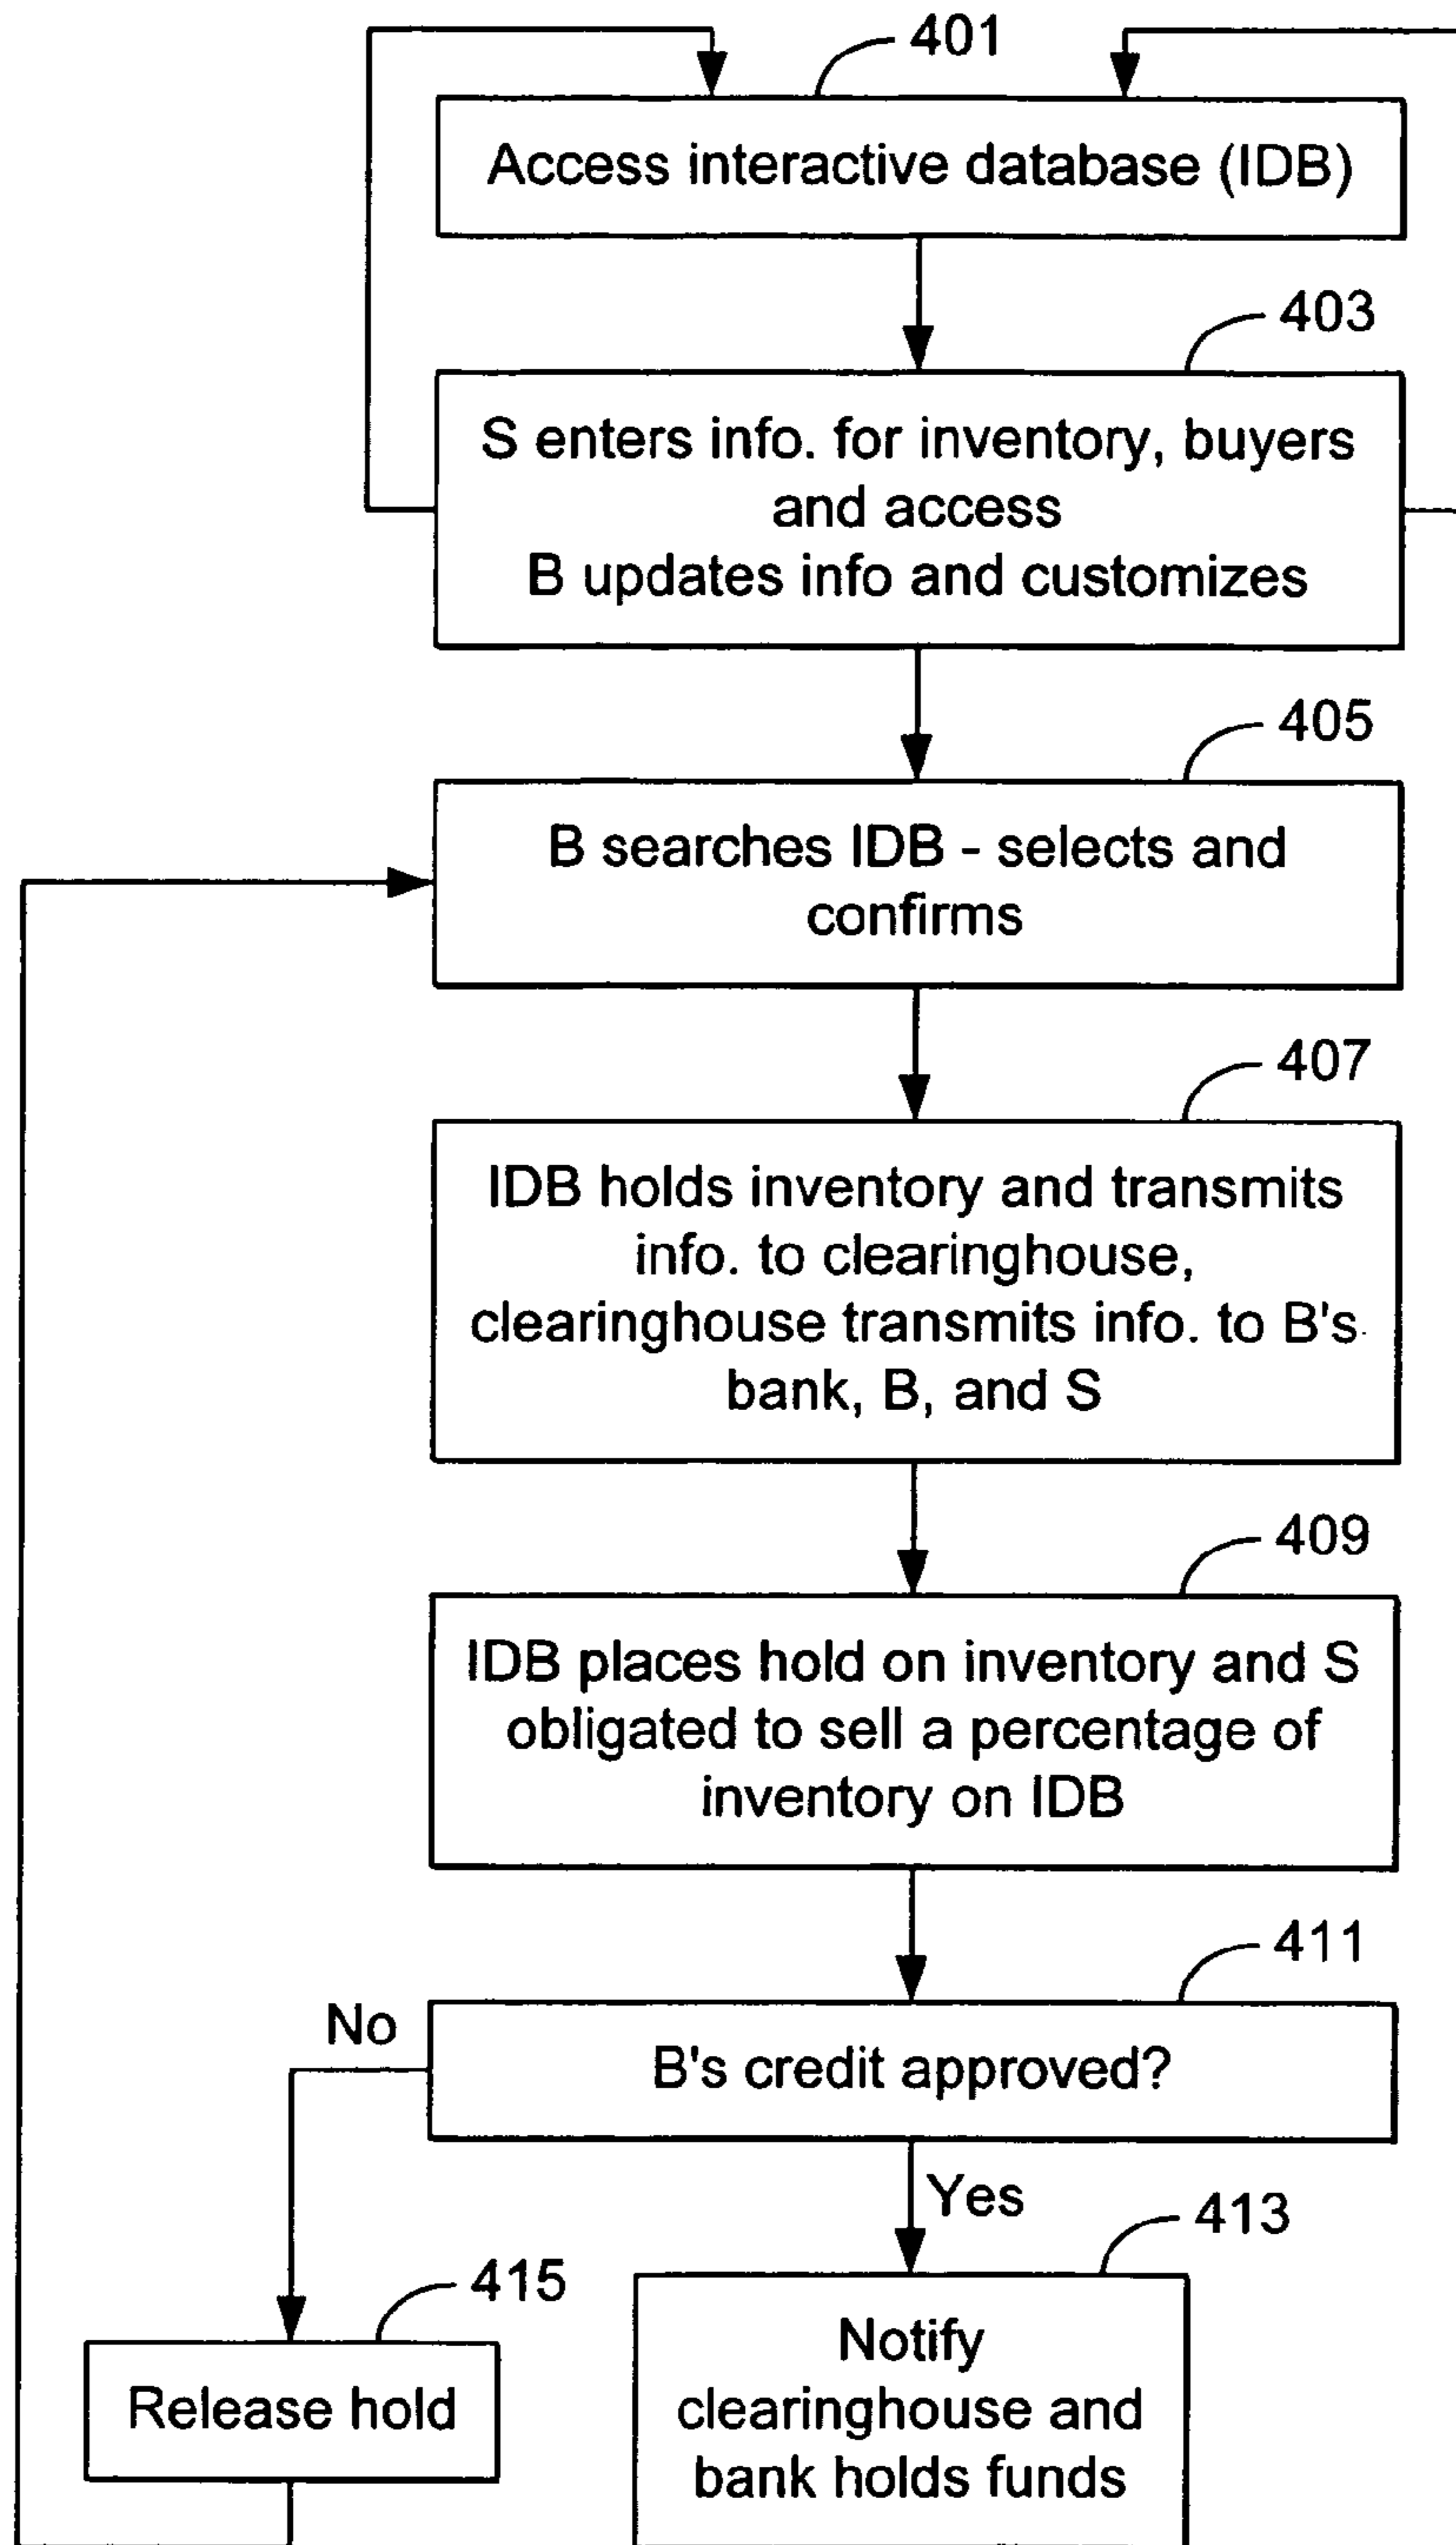 401
Access interactive database (IDB)
403
S enters info. for inventory, buyers
and access
B updates info and customizes
405
B searches IDB - selects and
confirms
407
IDB holds inventory and transmits
info. to clearinghouse,
clearinghouse transmits info. to B's
bank, B, and S
409
IDB places hold on inventory and S
obligated to sell a percentage of
inventory on IDB
411
No
B's credit approved?
Yes
413
415
Notify
clearinghouse and
bank holds funds
Release hold